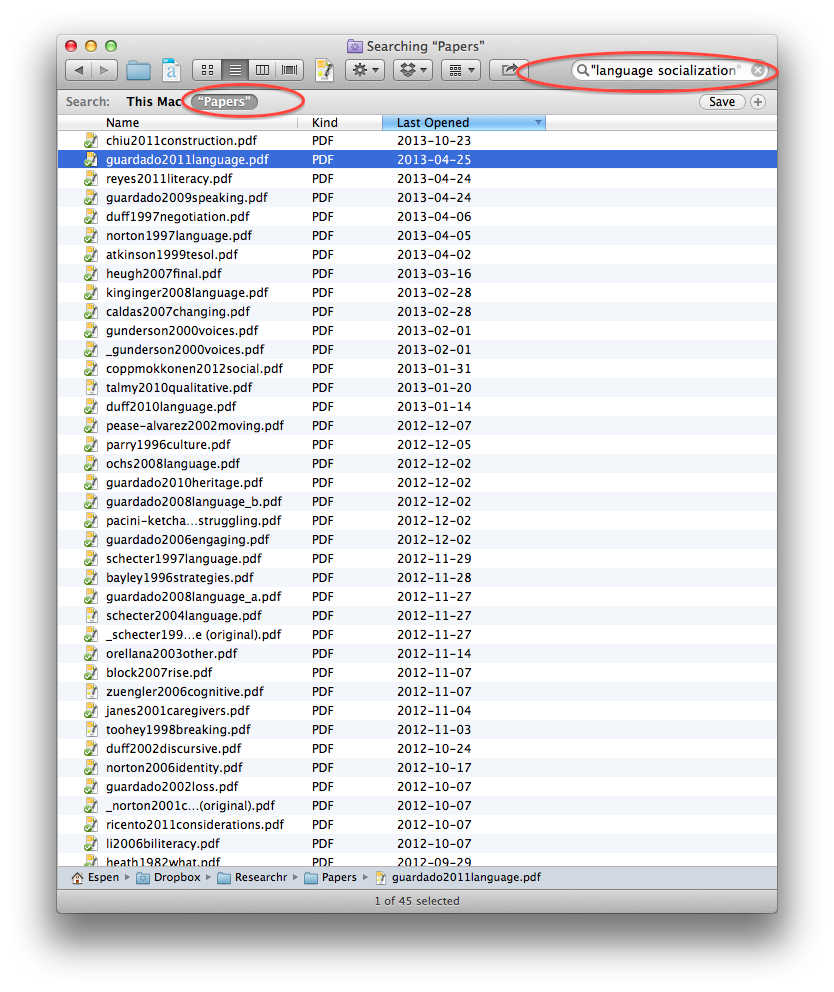 Searching “Papers”
"language socialization"
Search: This Mac “Papers” Save
Name Kind Last Opened
chiu2011construction.pdf PDF 2013-10-23
guardado2011language.pdf PDF 2013-04-25
reyes2011literacy.pdf PDF 2013-04-24
guardado2009speaking.pdf PDF 2013-04-24
duff1997negotiation.pdf PDF 2013-04-06
norton1997language.pdf PDF 2013-04-05
atkinson1999tesol.pdf PDF 2013-04-02
heugh2007final.pdf PDF 2013-03-16
kinginger2008language.pdf PDF 2013-02-28
caldas2007changing.pdf PDF 2013-02-28
gunderson2000voices.pdf PDF 2013-02-01
_gunderson2000voices.pdf PDF 2013-02-01
coppmokkonen2012social.pdf PDF 2013-01-31
talmy2010qualitative.pdf PDF 2013-01-20
duff2010language.pdf PDF 2013-01-14
pease-alvarez2002moving.pdf PDF 2012-12-07
parry1996culture.pdf PDF 2012-12-05
ochs2008language.pdf PDF 2012-12-02
guardado2010heritage.pdf PDF 2012-12-02
guardado2008language_b.pdf PDF 2012-12-02
pacini-ketcha…struggling.pdf PDF 2012-12-02
guardado2006engaging.pdf PDF 2012-12-02
schecter1997language.pdf PDF 2012-11-29
bayley1996strategies.pdf PDF 2012-11-28
guardado2008language_a.pdf PDF 2012-11-27
schecter2004language.pdf PDF 2012-11-27
_schecter199…e (original).pdf PDF 2012-11-27
orellana2003other.pdf PDF 2012-11-14
block2007rise.pdf PDF 2012-11-07
zuengler2006cognitive.pdf PDF 2012-11-07
janes2001caregivers.pdf PDF 2012-11-04
toohey1998breaking.pdf PDF 2012-11-03
duff2002discursive.pdf PDF 2012-10-24
norton2006identity.pdf PDF 2012-10-17
guardado2002loss.pdf PDF 2012-10-07
_norton2001c…(original).pdf PDF 2012-10-07
ricento2011considerations.pdf PDF 2012-10-07
li2006biliteracy.pdf PDF 2012-10-07
heath1982what.pdf PDF 2012-09-29
Espen Dropbox Researchr Papers guardado2011language.pdf
1 of 45 selected